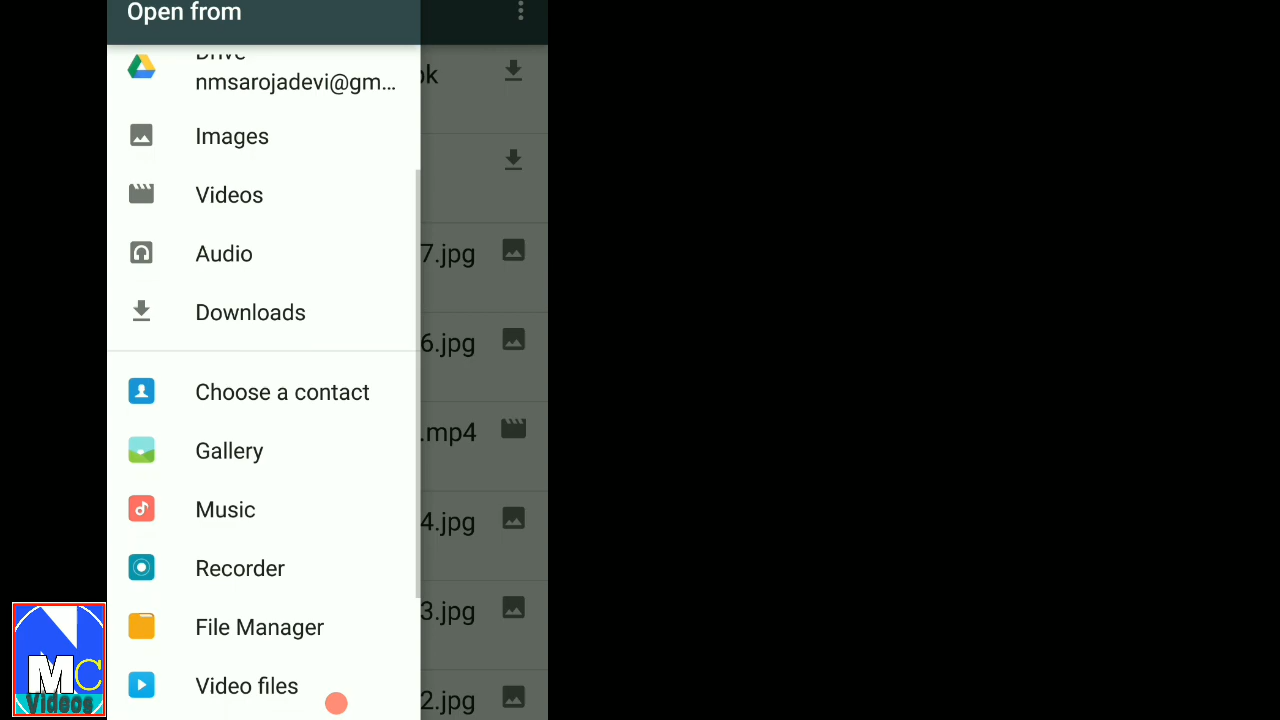 Open from
Drive
nmsarojadevi@gm...
Images
Videos
Audio
Downloads
Choose a contact
Gallery
Music
Recorder
File Manager
Video files
7.jpg
6.jpg
.mp4
4.jpg
3.jpg
2.jpg
MC
Videos